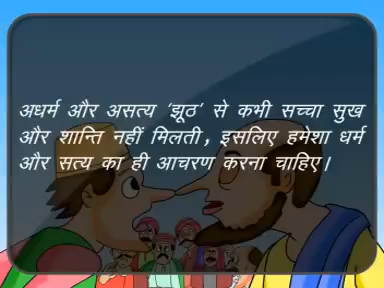 अधर्म और असत्य 'झूठ' से कभी सच्चा सुख
और शान्ति नहीं मिलती, इसलिए हमेशा धर्म
और सत्य का ही आचरण करना चाहिए।